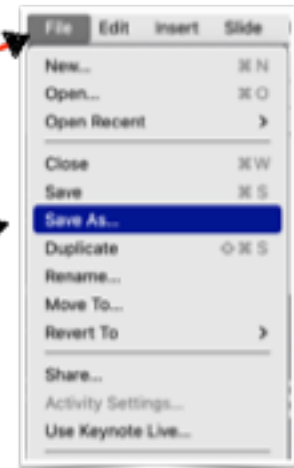 File Edit Insert Slide
New... ⌘ N
Open... ⌘ O
Open Recent >
Close ⌘ W
Save ⌘ S
Save As...
Duplicate ⇧ ⌘ S
Rename...
Move To...
Revert To >
Share...
Activity Settings...
Use Keynote Live...